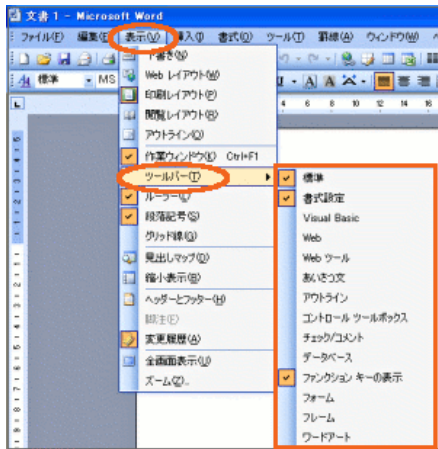 文書 1 - Microsoft Word
ファイル(F) 編集(E) 表示(V) 挿入(I) 書式(O) ツール(T) 罫線(A) ウィンドウ(W)
標準 MS
下書き(N)
Web レイアウト(W)
印刷レイアウト(P)
閲覧レイアウト(R)
アウトライン(O)
作業ウィンドウ(K) Ctrl+F1
ツールバー(T)
ルーラー(L)
段落記号(S)
グリッド線(G)
見出しマップ(D)
縮小表示(B)
ヘッダーとフッター(H)
脚注(F)
変更履歴(A)
全画面表示(U)
ズーム(Z)...
4 6 8 10 12 14 16
標準
書式設定
Visual Basic
Web
Web ツール
あいさつ文
アウトライン
コントロール ツールボックス
チェック/コメント
データベース
ファンクション キーの表示
フォーム
フレーム
ワードアート